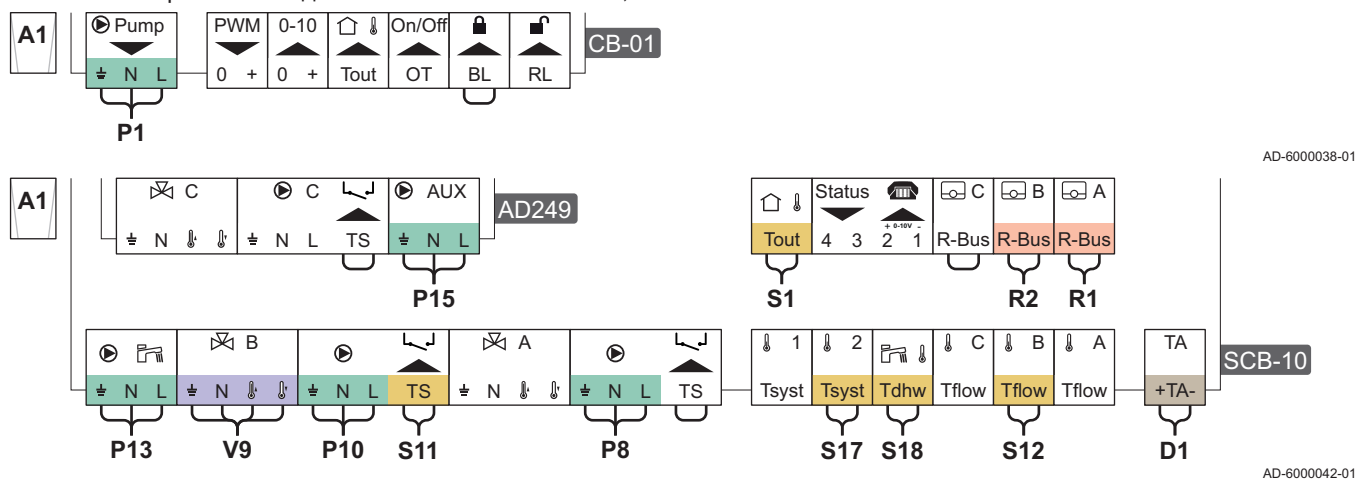 A1 Pump PWM 0-10 On/Off CB-01
N L 0 + 0 + Tout OT BL RL
P1
AD-6000038-01
A1 C C AUX AD249 Status C B A
+ 0-10V -
N N L TS N L Tout 4 3 2 1 R-Bus R-Bus R-Bus
P15 S1 R2 R1
B A 1 2 C B A TA SCB-10
N L N N L TS N N L TS Tsyst Tsyst Tdhw Tflow Tflow Tflow +TA-
P13 V9 P10 S11 P8 S17 S18 S12 D1
AD-6000042-01